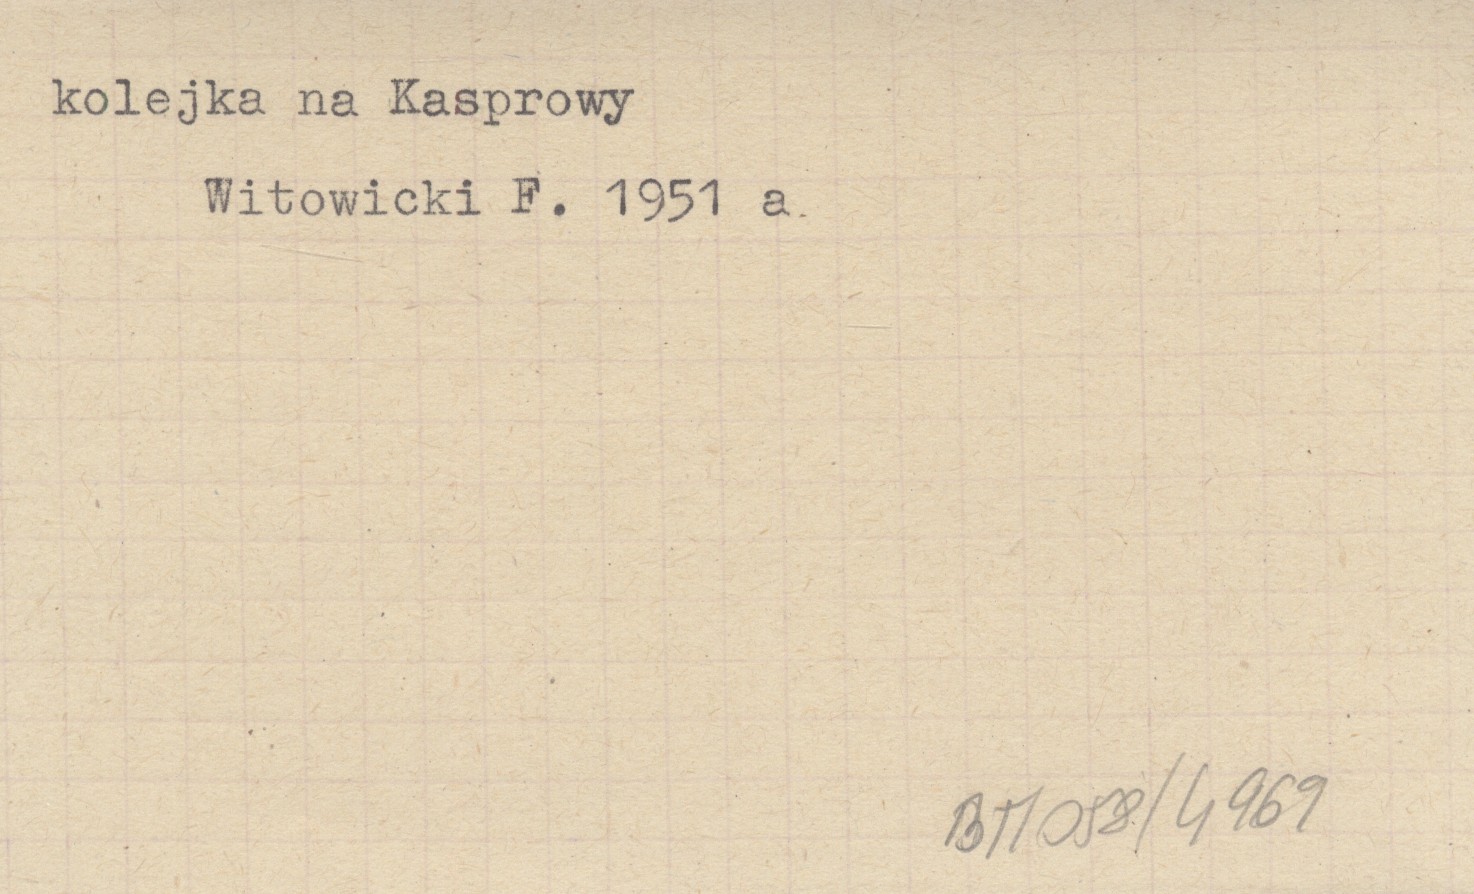 kolejka na Kasprowy
Witowicki F. 1951 a.
BT/058/4969